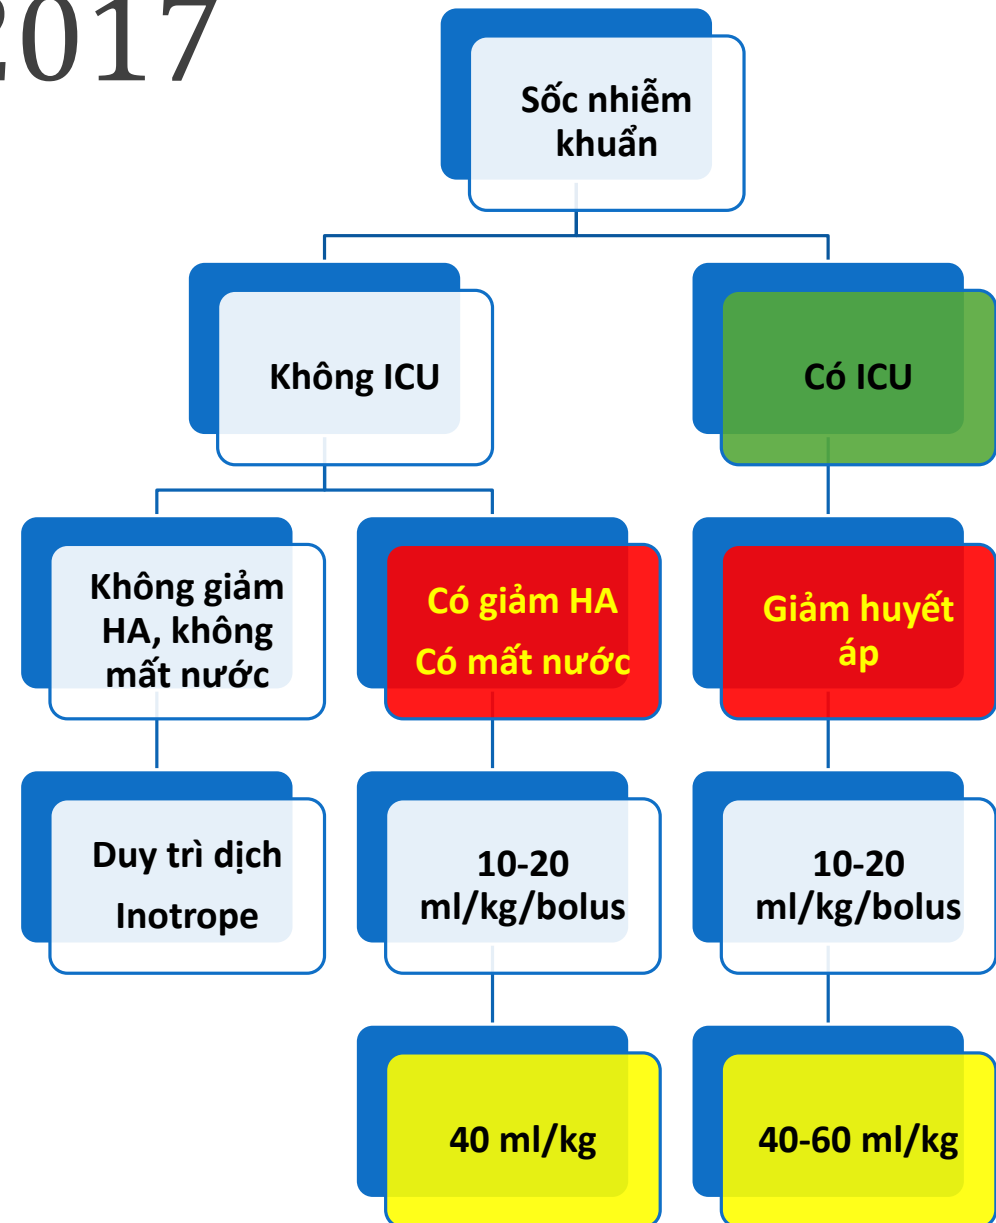 2017
Sốc nhiễm
khuẩn
Không ICU
Có ICU
Không giảm
HA, không
mất nước
Có giảm HA
Có mất nước
Giảm huyết
áp
Duy trì dịch
Inotrope
10-20
ml/kg/bolus
10-20
ml/kg/bolus
40 ml/kg
40-60 ml/kg